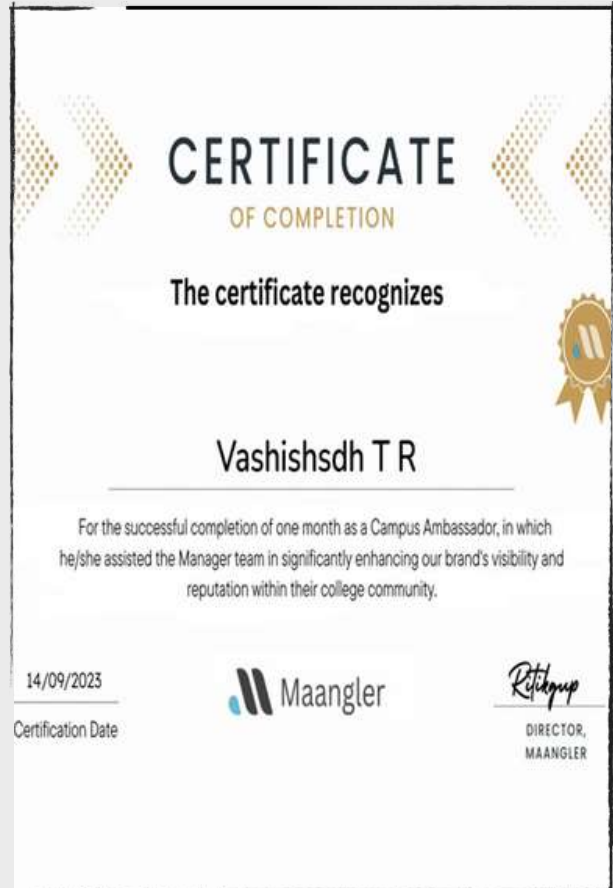 CERTIFICATE
OF COMPLETION
The certificate recognizes
Vashishsdh T R
For the successful completion of one month as a Campus Ambassador, in which
he/she assisted the Manager team in significantly enhancing our brand's visibility and
reputation within their college community.
14/09/2023
Certification Date
Maangler
Ritikgup
DIRECTOR,
MAANGLER